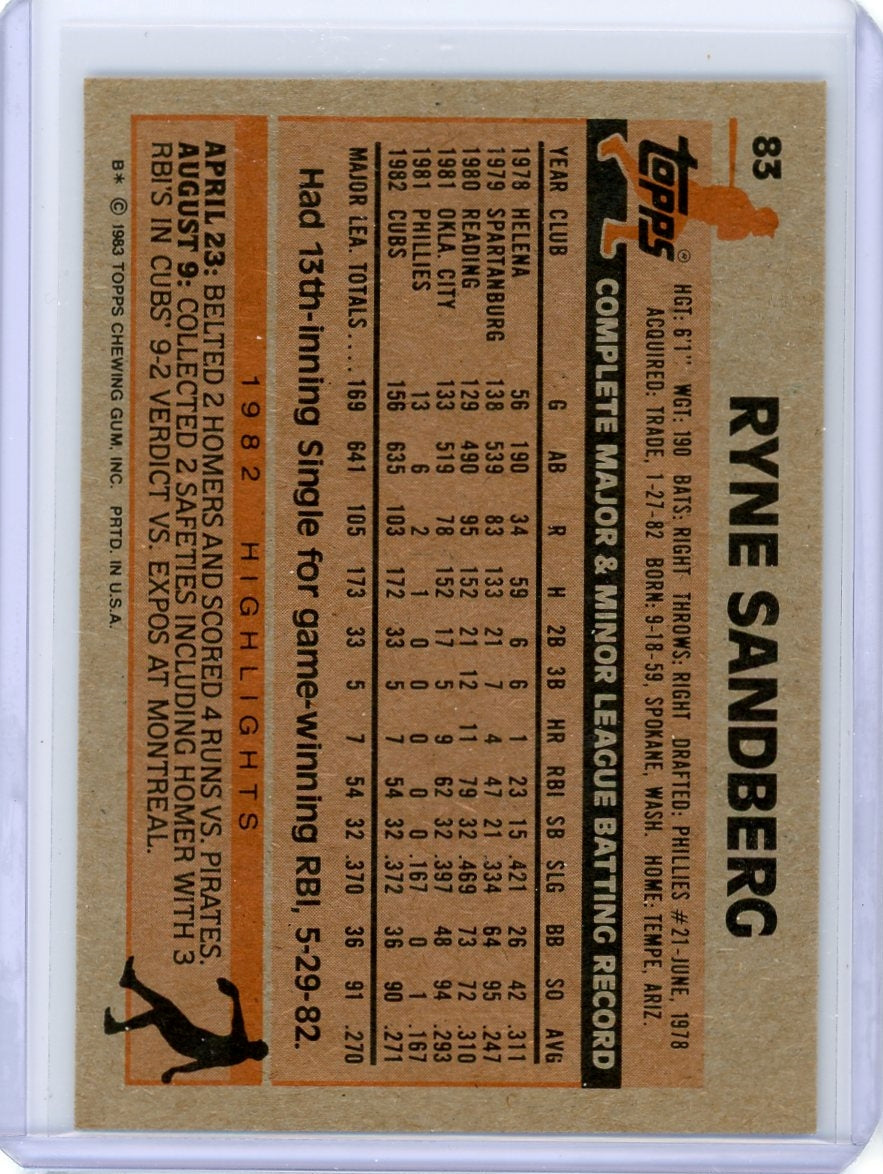 83
RYNE SANDBERG
Topps®
HGT: 6'1" WGT: 190 BATS: RIGHT THROWS: RIGHT DRAFTED: PHILLIES #21-JUNE, 1978
ACQUIRED: TRADE, 1-27-82 BORN: 9-18-59, SPOKANE, WASH. HOME: TEMPE, ARIZ.
COMPLETE MAJOR & MINOR LEAGUE BATTING RECORD
YEAR CLUB G AB R H 2B 3B HR RBI SB SLG BB SO AVG
1978 HELENA 56 190 34 59 6 6 1 23 15 .421 26 42 .311
1979 SPARTANBURG 138 539 83 133 21 7 4 47 21 .334 64 95 .247
1980 READING 129 490 95 152 21 12 11 79 32 .469 73 72 .310
1981 OKLA. CITY 133 519 78 152 17 5 9 62 32 .397 48 94 .293
1981 PHILLIES 13 6 2 1 0 0 0 0 0 .167 0 1 .167
1982 CUBS 156 635 103 172 33 5 7 54 32 .372 36 90 .271
MAJOR LEA. TOTALS.... 169 641 105 173 33 5 7 54 32 .370 36 91 .270
Had 13th-inning Single for game-winning RBI, 5-29-82.
1982 HIGHLIGHTS
APRIL 23: BELTED 2 HOMERS AND SCORED 4 RUNS VS. PIRATES.
AUGUST 9: COLLECTED 2 SAFETIES INCLUDING HOMER WITH 3
RBI'S IN CUBS' 9-2 VERDICT VS. EXPOS AT MONTREAL.
B* © 1983 TOPPS CHEWING GUM, INC. PRTD. IN U.S.A.